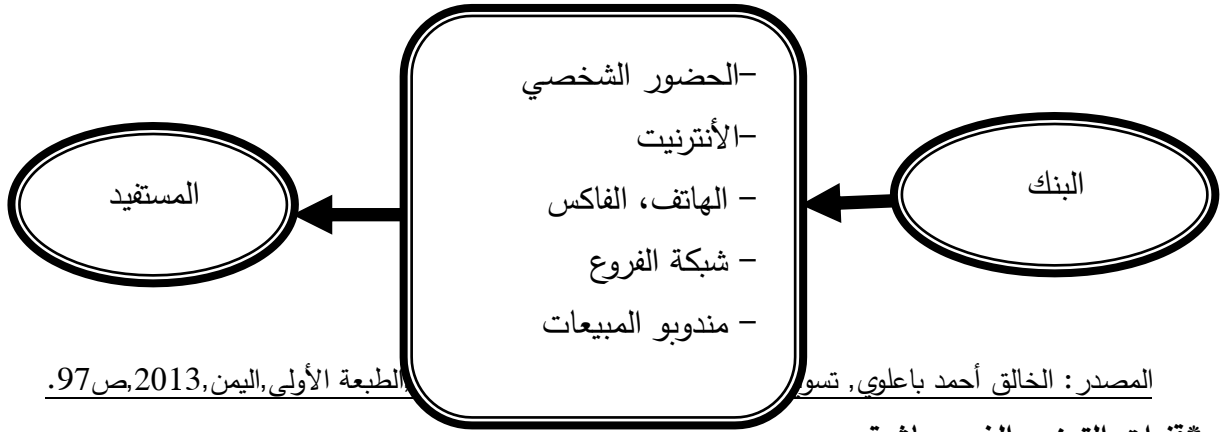 -الحضور الشخصي
-الأنترنيت
- الهاتف، الفاكس
- شبكة الفروع
- مندوبو المبيعات
البنك
المستفيد
المصدر: الخالق أحمد باعلوي, الطبعة الأولى,اليمن,2013,ص97.